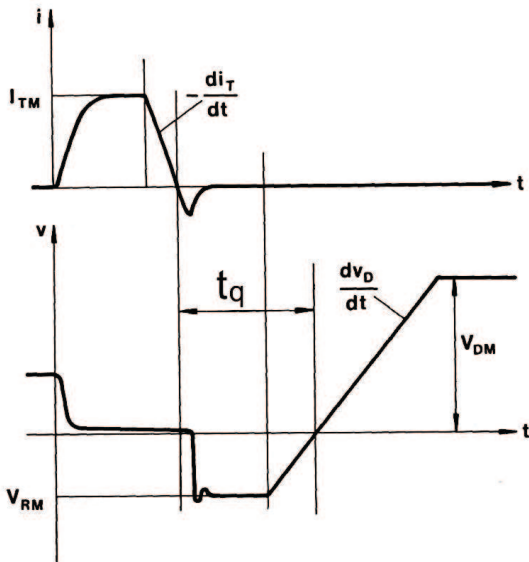 i
I_TM
- di_T/dt
t
v
t_q
dv_D/dt
V_DM
t
V_RM